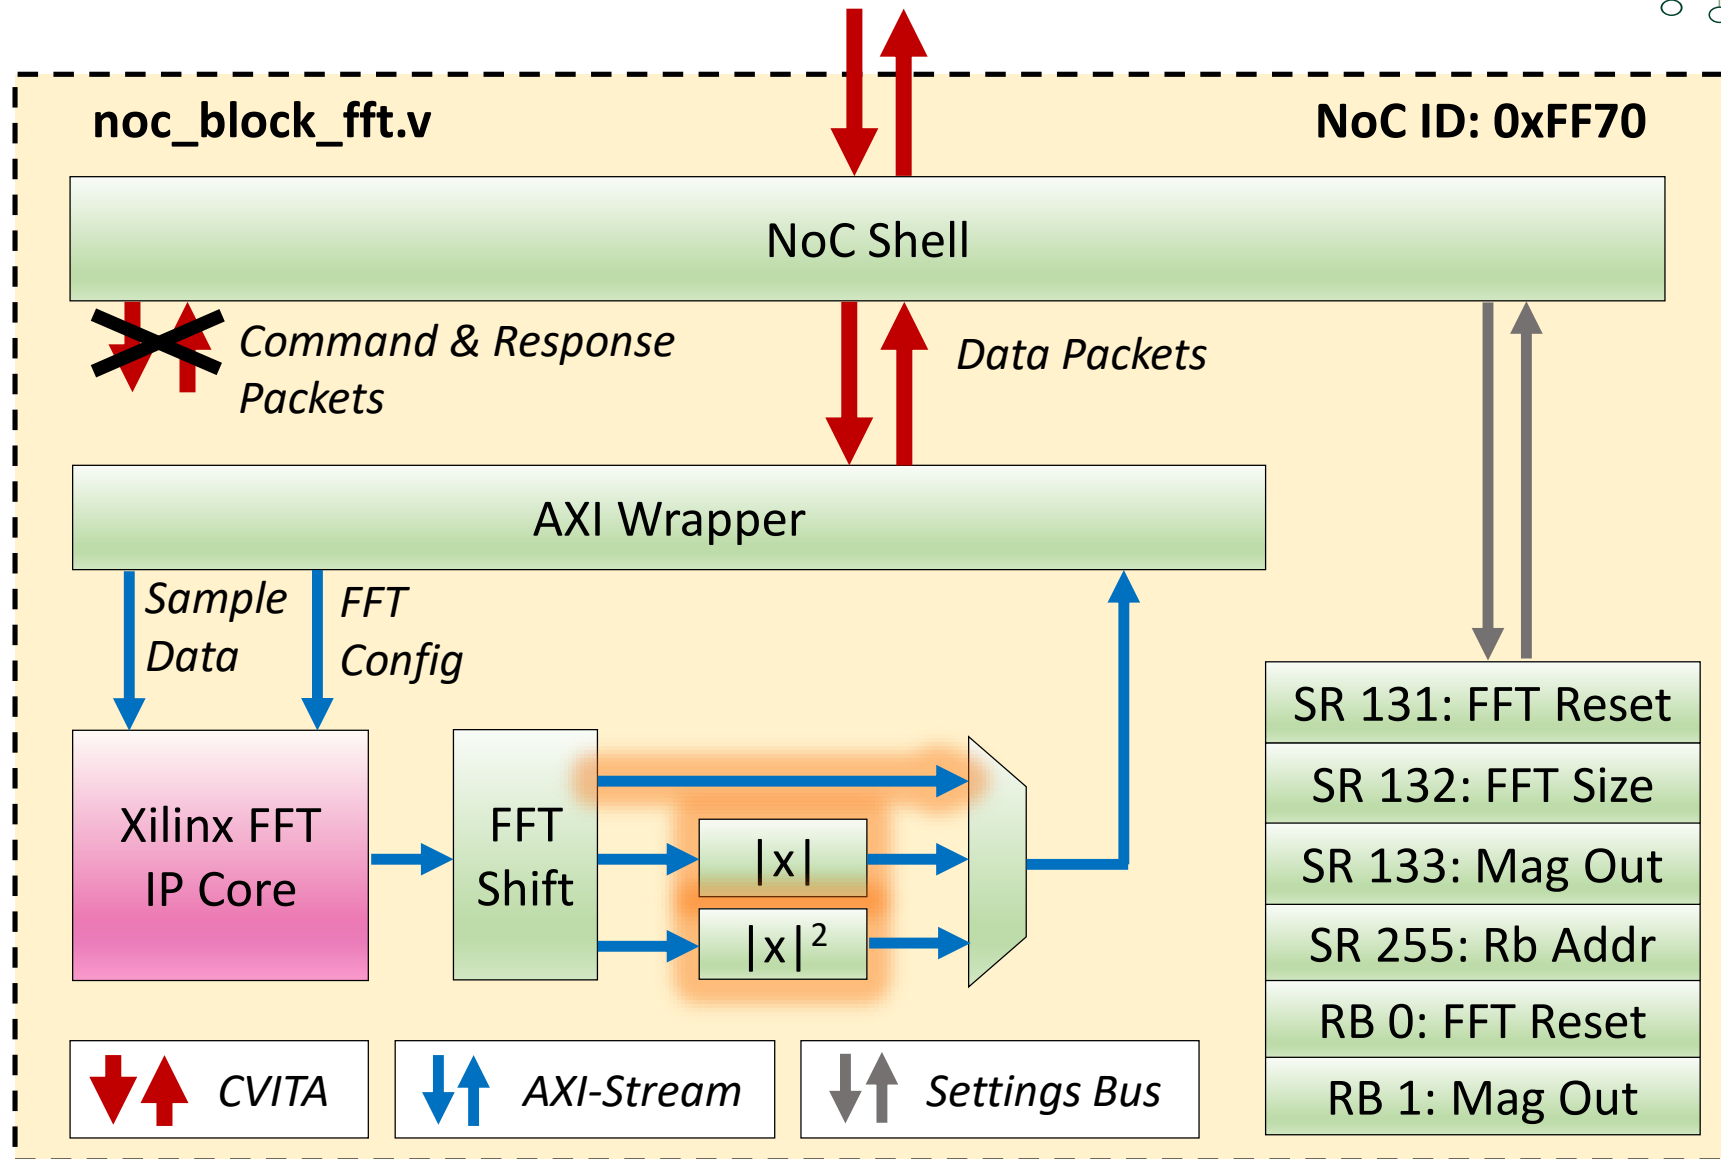 noc_block_fft.v
NoC ID: 0xFF70
NoC Shell
Command & Response
Packets
Data Packets
AXI Wrapper
Sample
Data
FFT
Config
Xilinx FFT
IP Core
FFT
Shift
|x|
|x|²
SR 131: FFT Reset
SR 132: FFT Size
SR 133: Mag Out
SR 255: Rb Addr
RB 0: FFT Reset
RB 1: Mag Out
CVITA
AXI-Stream
Settings Bus